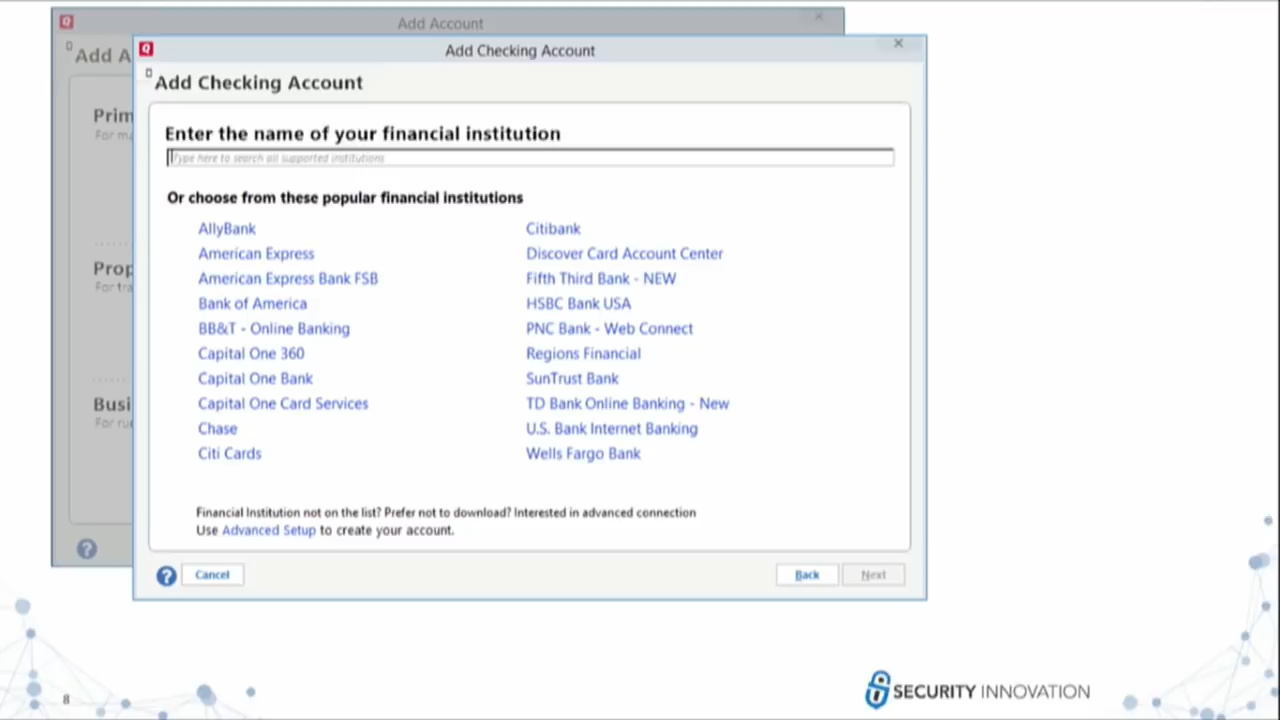 Add Account
Add Checking Account
Add A
Add Checking Account
Prim
For ma
Enter the name of your financial institution
Type here to search all supported institutions
Or choose from these popular financial institutions
AllyBank
American Express
American Express Bank FSB
Bank of America
BB&T - Online Banking
Capital One 360
Capital One Bank
Capital One Card Services
Chase
Citi Cards
Citibank
Discover Card Account Center
Fifth Third Bank - NEW
HSBC Bank USA
PNC Bank - Web Connect
Regions Financial
SunTrust Bank
TD Bank Online Banking - New
U.S. Bank Internet Banking
Wells Fargo Bank
Prop
For tra
Busi
For ru
Financial Institution not on the list? Prefer not to download? Interested in advanced connection
Use Advanced Setup to create your account.
Cancel
Back
Next
8
SECURITY INNOVATION